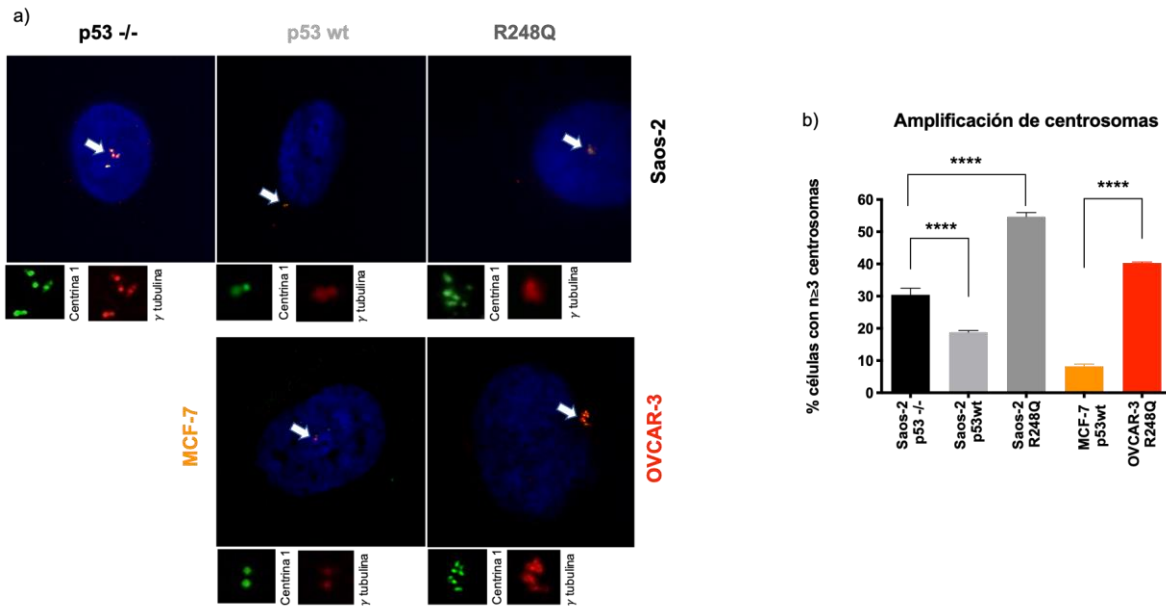 a)
p53 -/-
p53 wt
R248Q
Saos-2
Centrina 1
γ tubulina
Centrina 1
γ tubulina
Centrina 1
γ tubulina
MCF-7
OVCAR-3
Centrina 1
γ tubulina
Centrina 1
γ tubulina
b)
Amplificación de centrosomas
% células con n≥3 centrosomas
60
50
40
30
20
10
0
****
****
****
Saos-2
p53 -/-
Saos-2
p53wt
Saos-2
R248Q
MCF-7
p53wt
OVCAR-3
R248Q